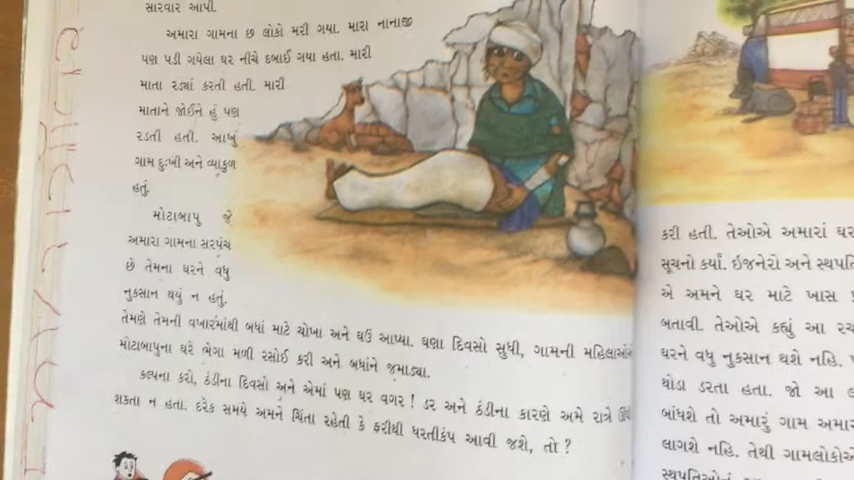 સારવાર આપી.
અમારા ગામના છ લોકો મરી ગયા. મારા નાનાજી
પણ પડી ગયેલા ઘર નીચે દબાઈ ગયા હતા. મારી
માતા રડ્યાં કરતી હતી. મારી
માતાને જોઈને હું પણ
રડતી હતી. આખું
ગામ દુઃખી અને વ્યાકુળ
હતું.
મોટાબાપુ જે
અમારા ગામના સરપંચ
છે તેમના ઘરને વધુ
નુકસાન થયું ન હતું.
તેમણે તેમની વખારમાંથી બધાં માટે ચોખા અને ઘઉં આપ્યા. ઘણા દિવસો સુધી, ગામની મહિલાઓએ
મોટાબાપુના ઘરે ભેગા મળી રસોઈ કરી અને બધાંને જમાડ્યા.
કલ્પના કરો, ઠંડીના દિવસો અને એમાં પણ ઘર વગર! ડર અને ઠંડીના કારણે અમે રાત્રે
શકતા ન હતા. દરેક સમયે અમને ચિંતા રહેતી કે ફરીથી ધરતીકંપ આવી જશે, તો?
કરી હતી. તેઓએ અમારાં ઘર
સૂચનો કર્યાં. ઇજનેરો અને
એ અમને ઘર માટે ખાસ
બતાવી. તેઓએ કહ્યું આ
ઘરને વધુ નુકસાન થશે નહિ.
થોડા ડરતા હતા. જો આ
બાંધશે તો અમારું ગામ
લાગશે નહિ. તેથી